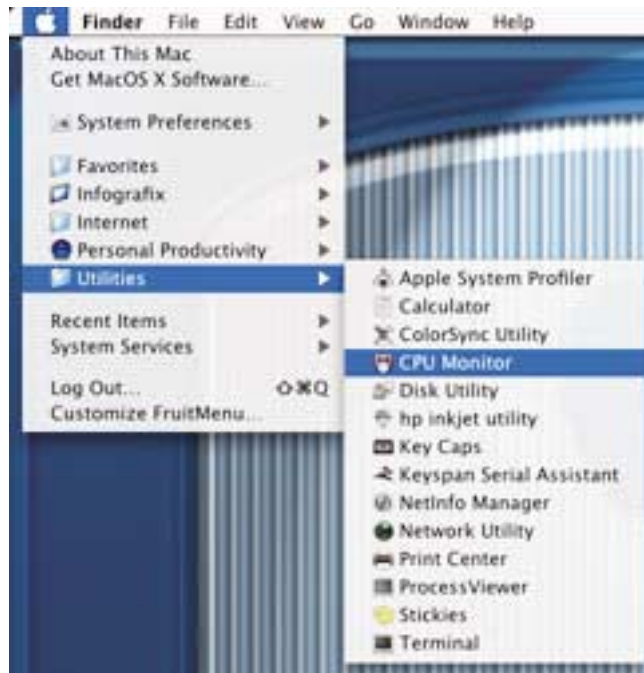 Finder File Edit View Go Window Help
About This Mac
Get MacOS X Software...
System Preferences
Favorites
Infografix
Internet
Personal Productivity
Utilities
Recent Items
System Services
Log Out... ⇧⌘Q
Customize FruitMenu...
Apple System Profiler
Calculator
ColorSync Utility
CPU Monitor
Disk Utility
hp inkjet utility
Key Caps
Keyspan Serial Assistant
NetInfo Manager
Network Utility
Print Center
ProcessViewer
Stickies
Terminal